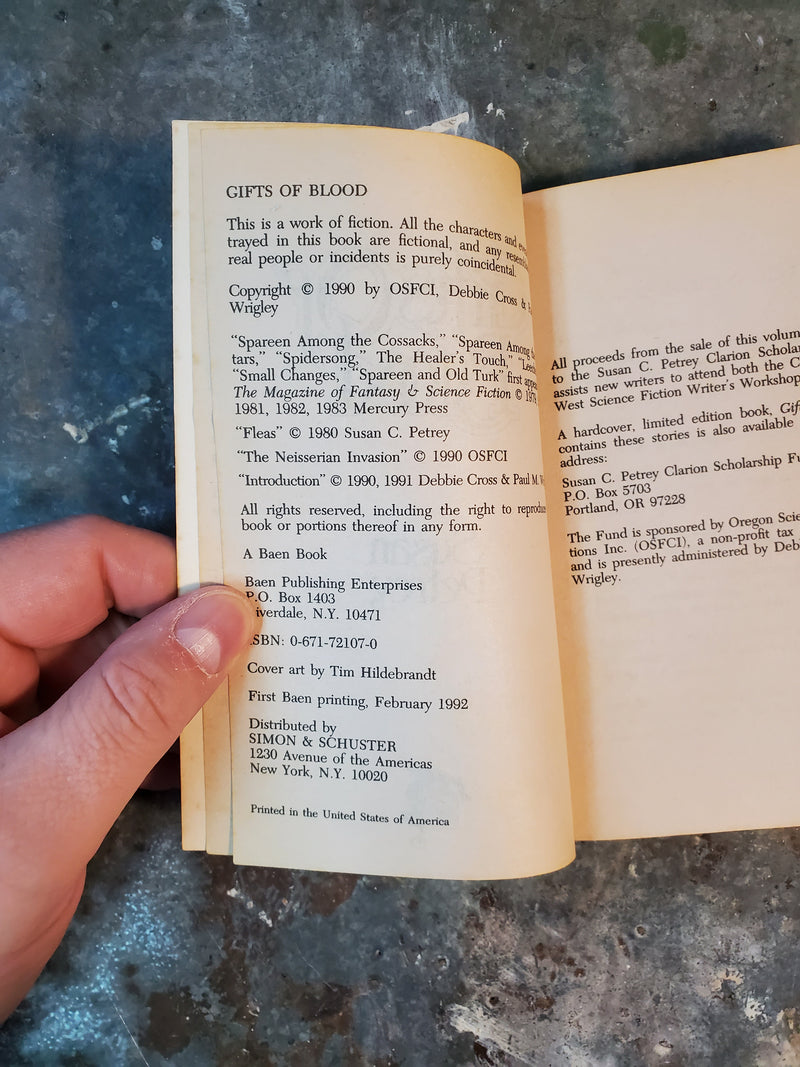 GIFTS OF BLOOD
This is a work of fiction. All the characters and
trayed in this book are fictional, and any
real people or incidents is purely coincidental.
Copyright © 1990 by OSFCI, Debbie Cross &
Wrigley
“Spareen Among the Cossacks,” “Spareen Among
tars,” “Spidersong,” The Healer's Touch,”
“Small Changes,” “Spareen and Old Turk” first
The Magazine of Fantasy & Science Fiction ©
1981, 1982, 1983 Mercury Press
“Fleas” © 1980 Susan C. Petrey
“The Neisserian Invasion” © 1990 OSFCI
“Introduction” © 1990, 1991 Debbie Cross & Paul M.
All rights reserved, including the right to
book or portions thereof in any form.
A Baen Book
Baen Publishing Enterprises
P.O. Box 1403
iverdale, N.Y. 10471
SBN: 0-671-72107-0
Cover art by Tim Hildebrandt
First Baen printing, February 1992
Distributed by
SIMON & SCHUSTER
1230 Avenue of the Americas
New York, N.Y. 10020
Printed in the United States of America
All proceeds from the sale of this
to the Susan C. Petrey Clarion
assists new writers to attend both the
West Science Fiction Writer's
A hardcover, limited edition book,
contains these stories is also available
address:
Susan C. Petrey Clarion Scholarship
P.O. Box 5703
Portland, OR 97228
The Fund is sponsored by Oregon
tions Inc. (OSFCI), a non-profit tax
and is presently administered by
Wrigley.